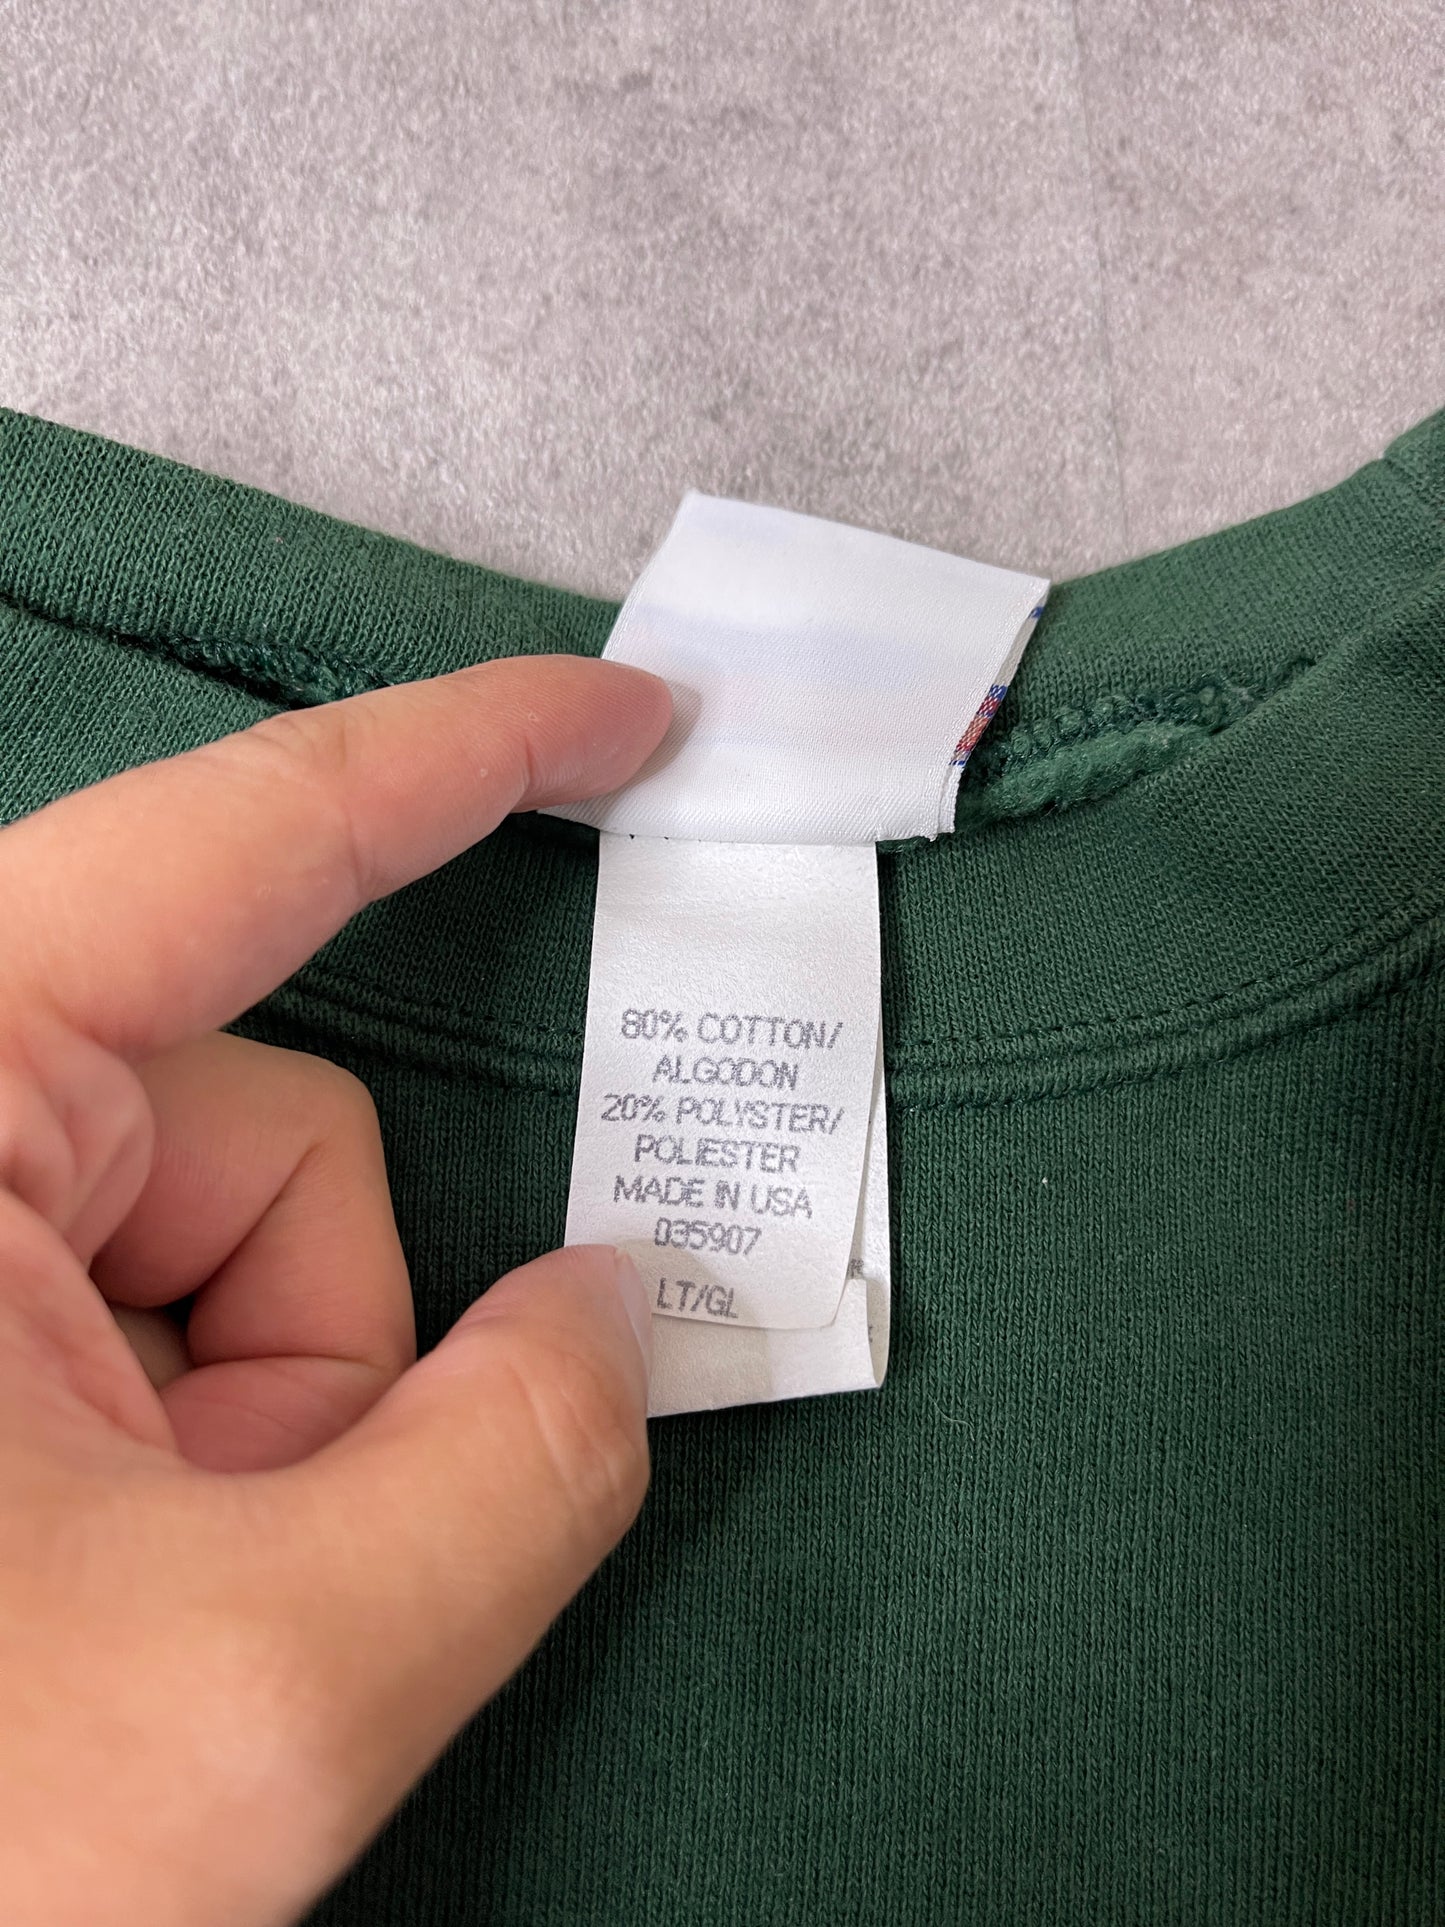 80% COTTON/
ALGODON
20% POLYSTER/
POLIESTER
MADE IN USA
035907
LT/GL